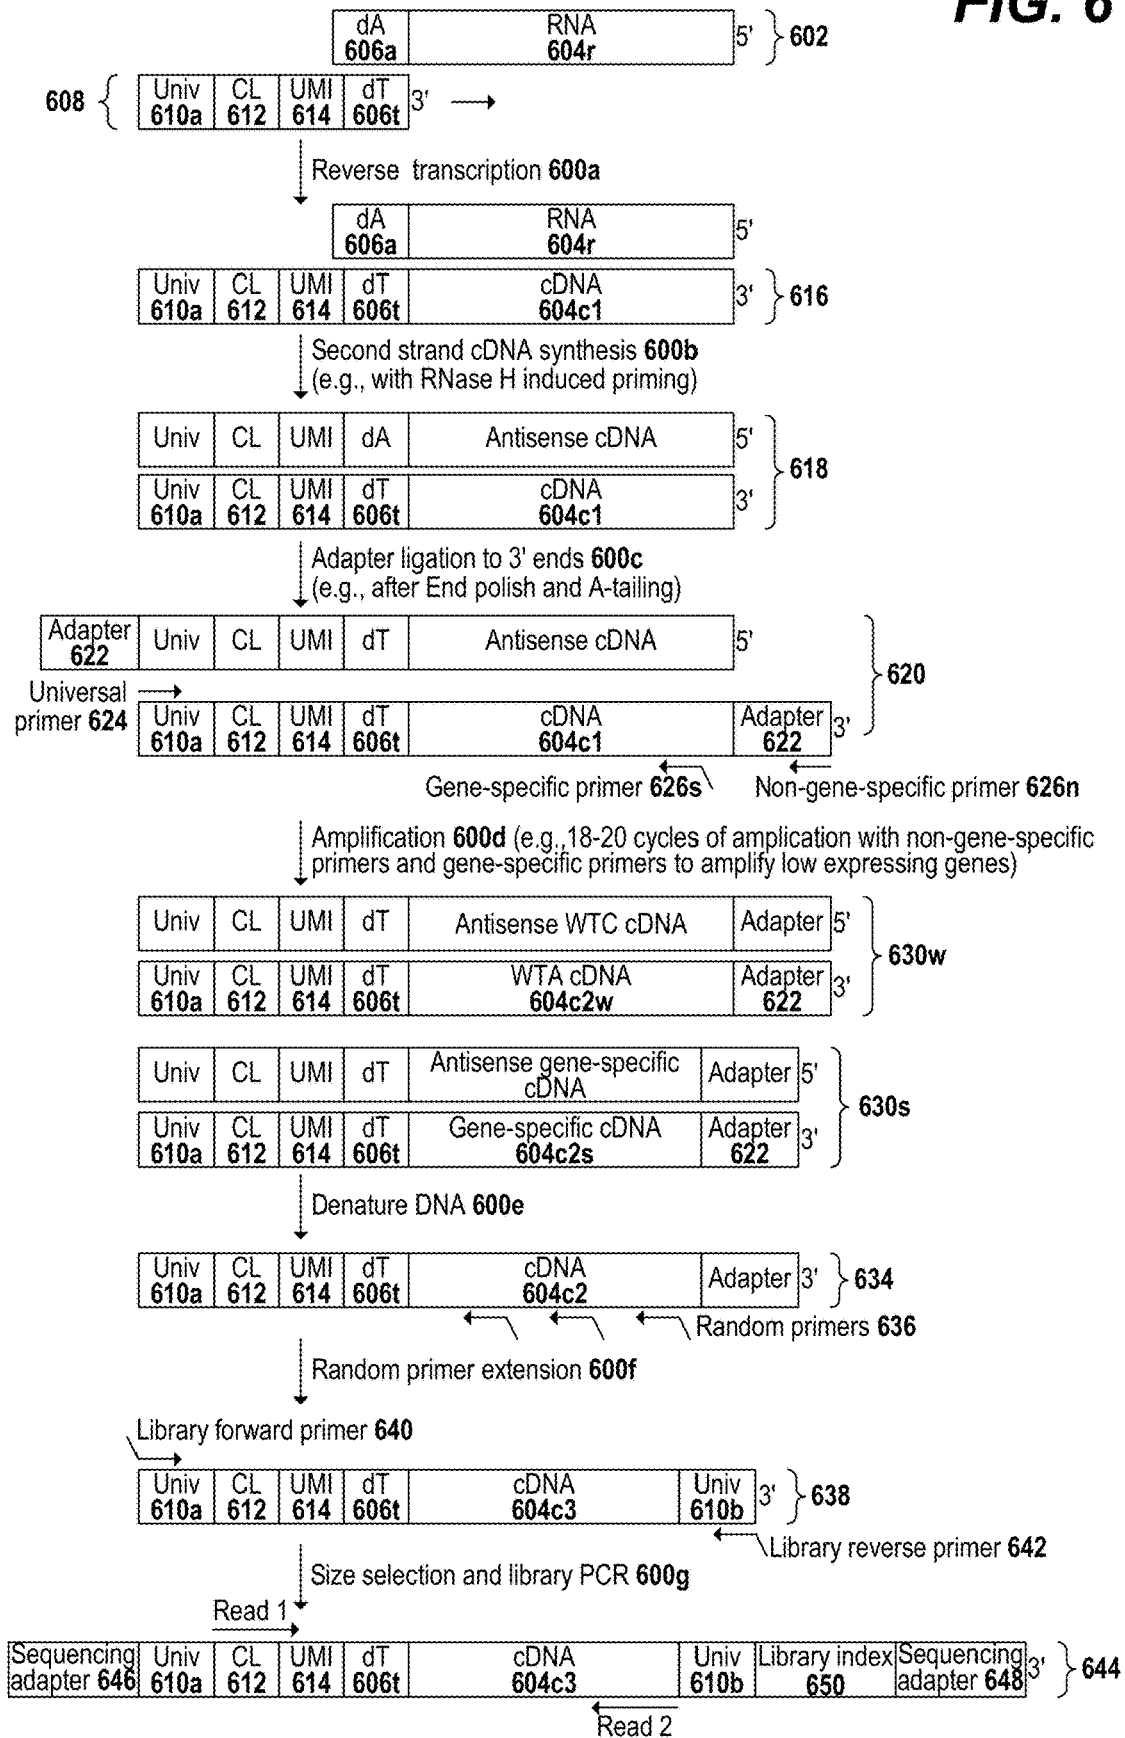 FIG. 6
dA RNA 5' 602
606a 604r
608 Univ CL UMI dT 3'
610a 612 614 606t
Reverse transcription 600a
dA RNA 5'
606a 604r
Univ CL UMI dT cDNA 3' 616
610a 612 614 606t 604c1
Second strand cDNA synthesis 600b
(e.g., with RNase H induced priming)
Univ CL UMI dA Antisense cDNA 5'
618
Univ CL UMI dT cDNA 3'
610a 612 614 606t 604c1
Adapter ligation to 3' ends 600c
(e.g., after End polish and A-tailing)
Adapter Univ CL UMI dT Antisense cDNA 5'
622
620
Universal
primer 624
Univ CL UMI dT cDNA Adapter 3'
610a 612 614 606t 604c1 622
Gene-specific primer 626s Non-gene-specific primer 626n
Amplification 600d (e.g.,18-20 cycles of amplication with non-gene-specific
primers and gene-specific primers to amplify low expressing genes)
Univ CL UMI dT Antisense WTC cDNA Adapter 5'
630w
Univ CL UMI dT WTA cDNA Adapter 3'
610a 612 614 606t 604c2w 622
Univ CL UMI dT Antisense gene-specific cDNA Adapter 5'
630s
Univ CL UMI dT Gene-specific cDNA Adapter 3'
610a 612 614 606t 604c2s 622
Denature DNA 600e
Univ CL UMI dT cDNA Adapter 3' 634
610a 612 614 606t 604c2
Random primers 636
Random primer extension 600f
Library forward primer 640
Univ CL UMI dT cDNA Univ 3' 638
610a 612 614 606t 604c3 610b
Library reverse primer 642
Size selection and library PCR 600g
Read 1
Sequencing Univ CL UMI dT cDNA Univ Library index Sequencing 3' 644
adapter 646 610a 612 614 606t 604c3 610b 650 adapter 648
Read 2